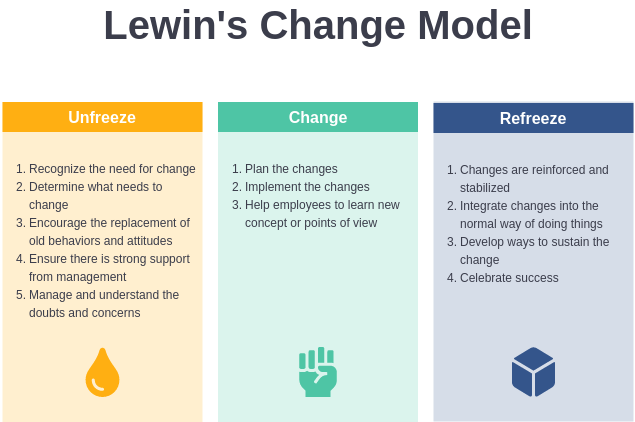 Lewin's Change Model
Unfreeze
1. Recognize the need for change
2. Determine what needs to
change
3. Encourage the replacement of
old behaviors and attitudes
4. Ensure there is strong support
from management
5. Manage and understand the
doubts and concerns
Change
1. Plan the changes
2. Implement the changes
3. Help employees to learn new
concept or points of view
Refreeze
1. Changes are reinforced and
stabilized
2. Integrate changes into the
normal way of doing things
3. Develop ways to sustain the
change
4. Celebrate success